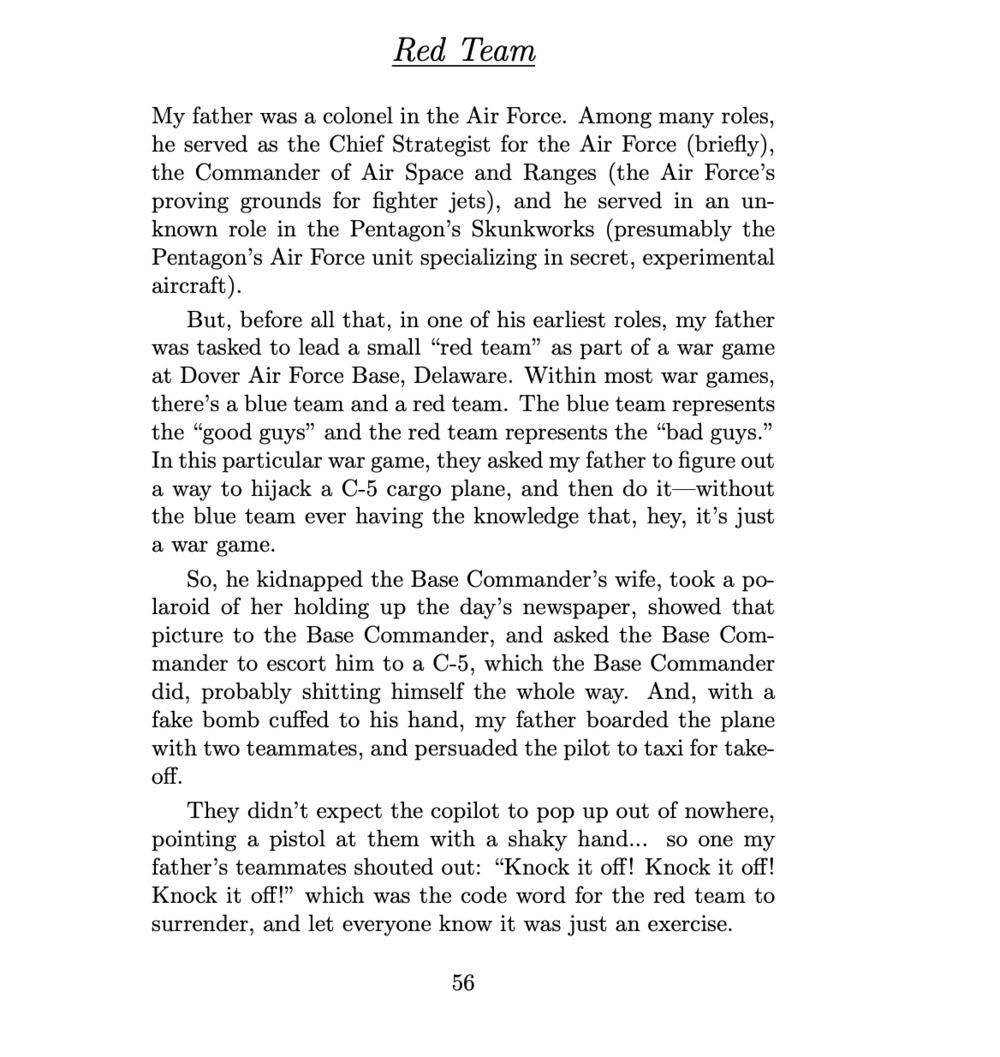 Red Team
My father was a colonel in the Air Force. Among many roles,
he served as the Chief Strategist for the Air Force (briefly),
the Commander of Air Space and Ranges (the Air Force's
proving grounds for fighter jets), and he served in an un-
known role in the Pentagon's Skunkworks (presumably the
Pentagon's Air Force unit specializing in secret, experimental
aircraft).
But, before all that, in one of his earliest roles, my father
was tasked to lead a small “red team” as part of a war game
at Dover Air Force Base, Delaware. Within most war games,
there's a blue team and a red team. The blue team represents
the “good guys” and the red team represents the “bad guys.”
In this particular war game, they asked my father to figure out
a way to hijack a C-5 cargo plane, and then do it—without
the blue team ever having the knowledge that, hey, it's just
a war game.
So, he kidnapped the Base Commander's wife, took a po-
laroid of her holding up the day's newspaper, showed that
picture to the Base Commander, and asked the Base Com-
mander to escort him to a C-5, which the Base Commander
did, probably shitting himself the whole way. And, with a
fake bomb cuffed to his hand, my father boarded the plane
with two teammates, and persuaded the pilot to taxi for take-
off.
They didn't expect the copilot to pop up out of nowhere,
pointing a pistol at them with a shaky hand... so one my
father's teammates shouted out: “Knock it off! Knock it off!
Knock it off!” which was the code word for the red team to
surrender, and let everyone know it was just an exercise.
56